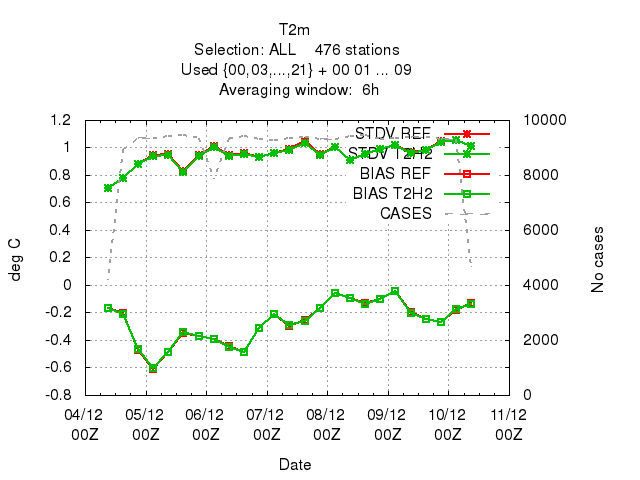 T2m
Selection: ALL    476 stations
Used {00,03,...,21} + 00 01 ... 09
Averaging window:  6h
1.2
1
0.8
0.6
0.4
0.2
0
-0.2
-0.4
-0.6
-0.8
deg C
STDV REF
STDV T2H2
BIAS REF
BIAS T2H2
CASES
10000
8000
6000
4000
2000
0
No cases
04/12 05/12 06/12 07/12 08/12 09/12 10/12 11/12
00Z 00Z 00Z 00Z 00Z 00Z 00Z 00Z
Date